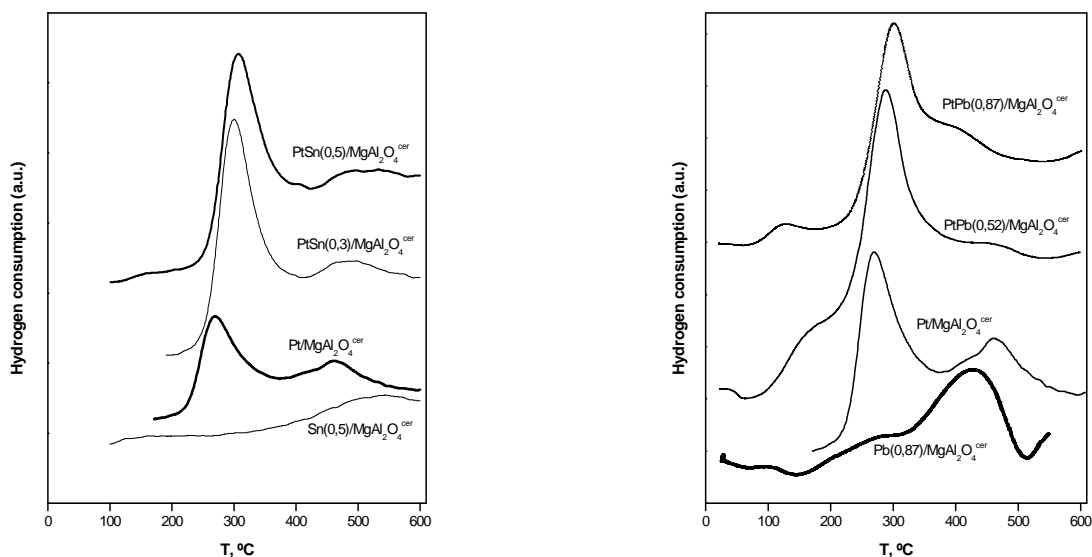 Hydrogen consumption (a.u.)
PtSn(0,5)/MgAl₂O₄ᶜᵉʳ
PtSn(0,3)/MgAl₂O₄ᶜᵉʳ
Pt/MgAl₂O₄ᶜᵉʳ
Sn(0,5)/MgAl₂O₄ᶜᵉʳ
0 100 200 300 400 500 600
T, ºC
Hydrogen consumption (a.u.)
PtPb(0,87)/MgAl₂O₄ᶜᵉʳ
PtPb(0,52)/MgAl₂O₄ᶜᵉʳ
Pt/MgAl₂O₄ᶜᵉʳ
Pb(0,87)/MgAl₂O₄ᶜᵉʳ
0 100 200 300 400 500 600
T, ºC